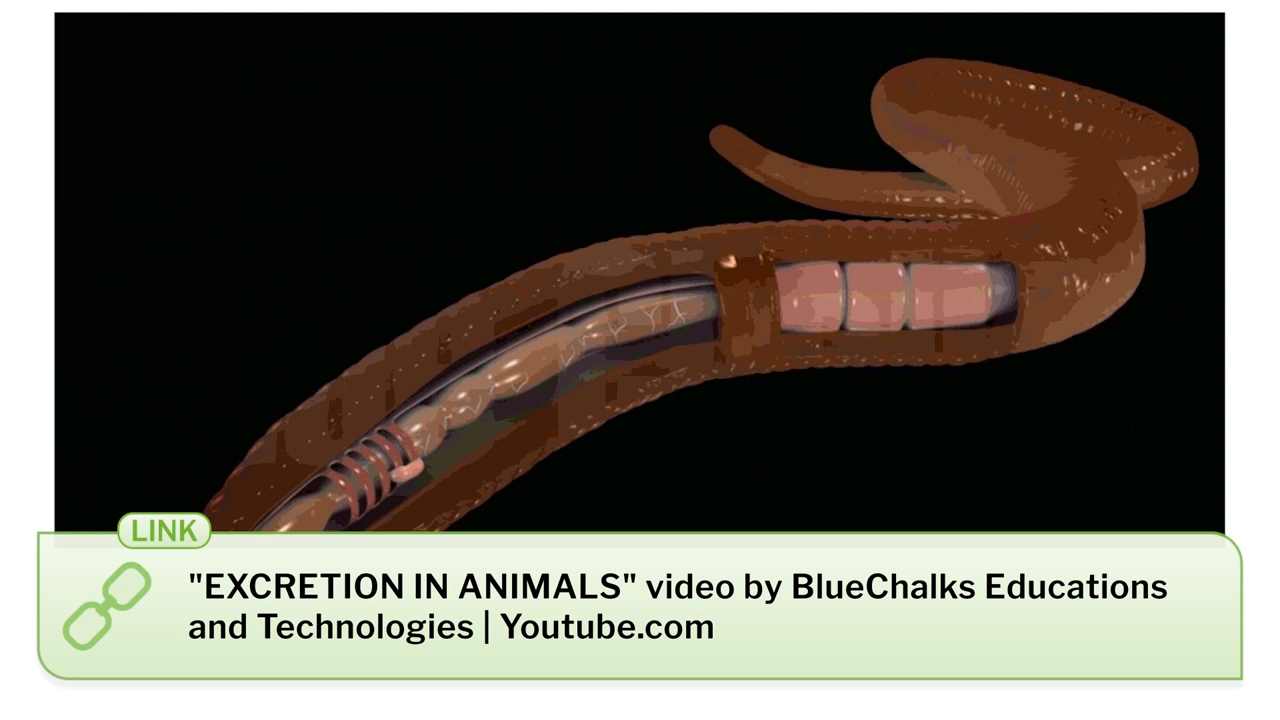 LINK
"EXCRETION IN ANIMALS" video by BlueChalks Educations
and Technologies | Youtube.com